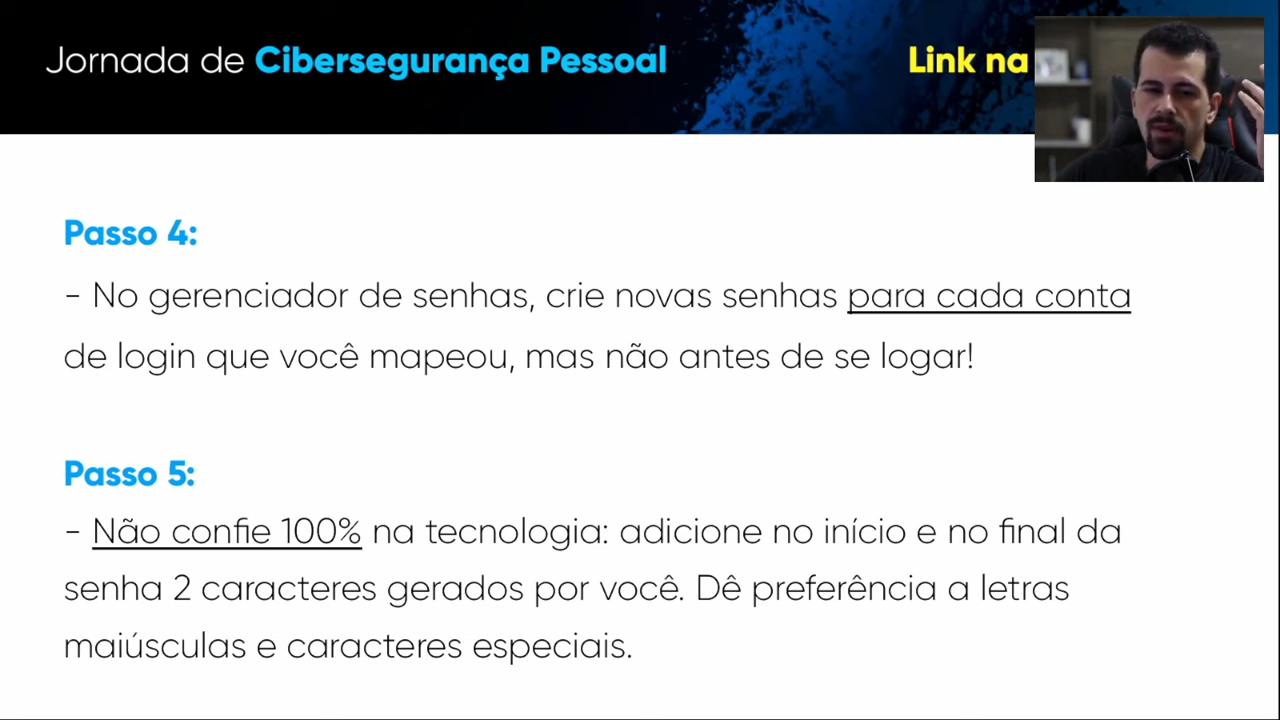 Jornada de Cibersegurança Pessoal
Link na
Passo 4:
- No gerenciador de senhas, crie novas senhas para cada conta
de login que você mapeou, mas não antes de se logar!
Passo 5:
- Não confie 100% na tecnologia: adicione no início e no final da
senha 2 caracteres gerados por você. Dê preferência a letras
maiúsculas e caracteres especiais.